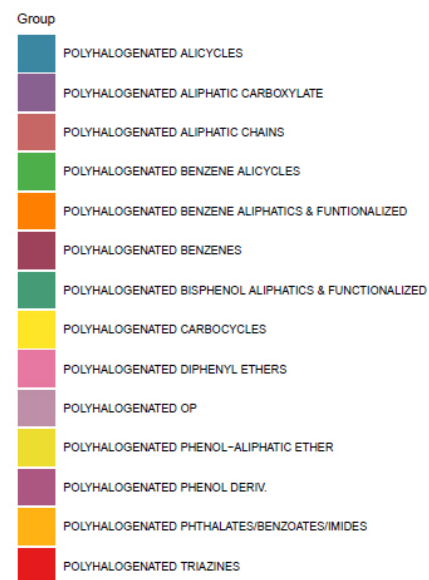 Group
POLYHALOGENATED ALICYCLES
POLYHALOGENATED ALIPHATIC CARBOXYLATE
POLYHALOGENATED ALIPHATIC CHAINS
POLYHALOGENATED BENZENE ALICYCLES
POLYHALOGENATED BENZENE ALIPHATICS & FUNTIONALIZED
POLYHALOGENATED BENZENES
POLYHALOGENATED BISPHENOL ALIPHATICS & FUNCTIONALIZED
POLYHALOGENATED CARBOCYCLES
POLYHALOGENATED DIPHENYL ETHERS
POLYHALOGENATED OP
POLYHALOGENATED PHENOL−ALIPHATIC ETHER
POLYHALOGENATED PHENOL DERIV.
POLYHALOGENATED PHTHALATES/BENZOATES/IMIDES
POLYHALOGENATED TRIAZINES